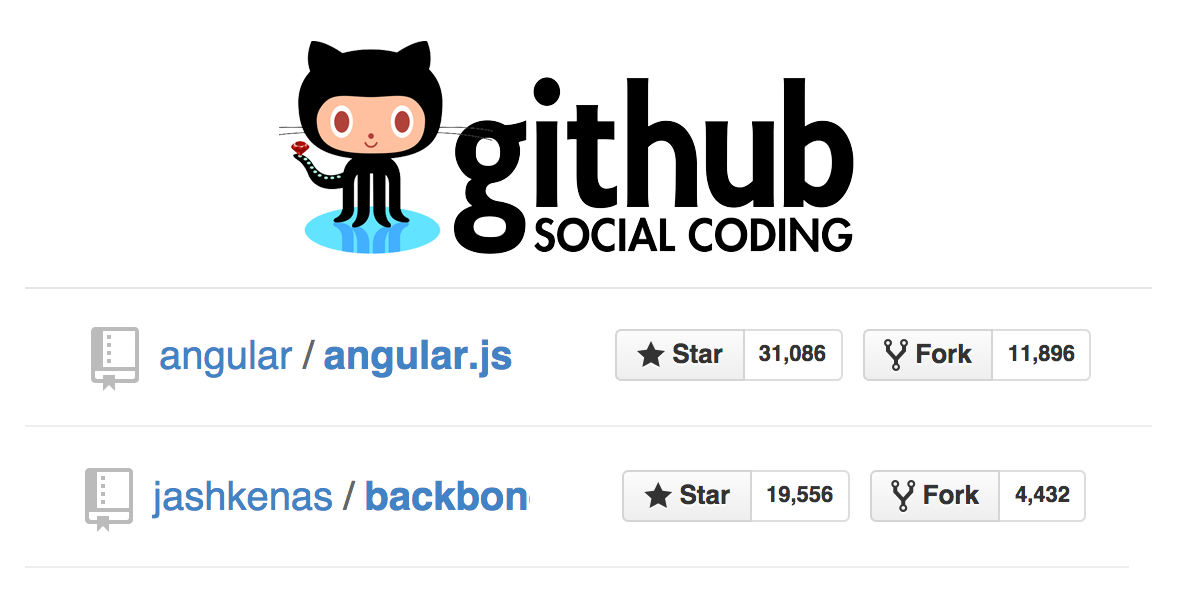 github
SOCIAL CODING
angular / angular.js Star 31,086 Fork 11,896
jashkenas / backbon Star 19,556 Fork 4,432